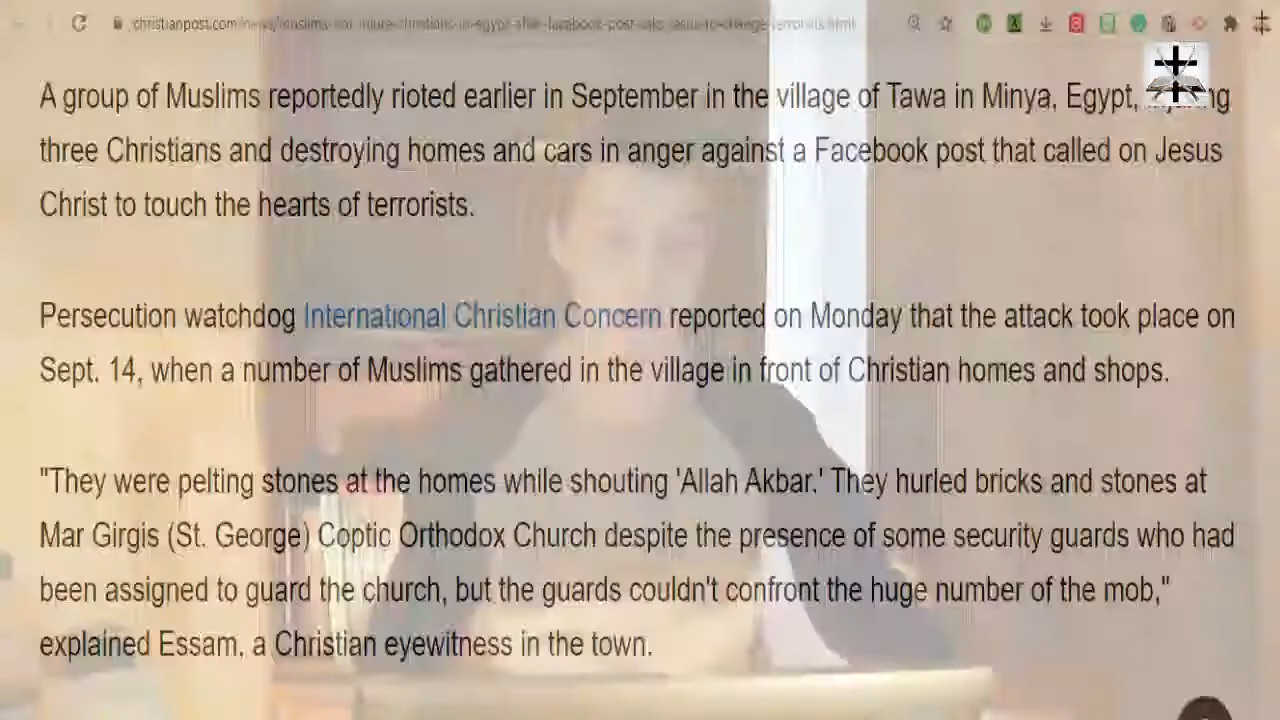 christianpost.com/news/muslims-
A group of Muslims reportedly rioted earlier in September in the village of Tawa in Minya, Egypt,
three Christians and destroying homes and cars in anger against a Facebook post that called on Jesus
Christ to touch the hearts of terrorists.
Persecution watchdog International Christian Concern reported on Monday that the attack took place on
Sept. 14, when a number of Muslims gathered in the village in front of Christian homes and shops.
"They were pelting stones at the homes while shouting 'Allah Akbar.' They hurled bricks and stones at
Mar Girgis (St. George) Coptic Orthodox Church despite the presence of some security guards who had
been assigned to guard the church, but the guards couldn't confront the huge number of the mob,"
explained Essam, a Christian eyewitness in the town.